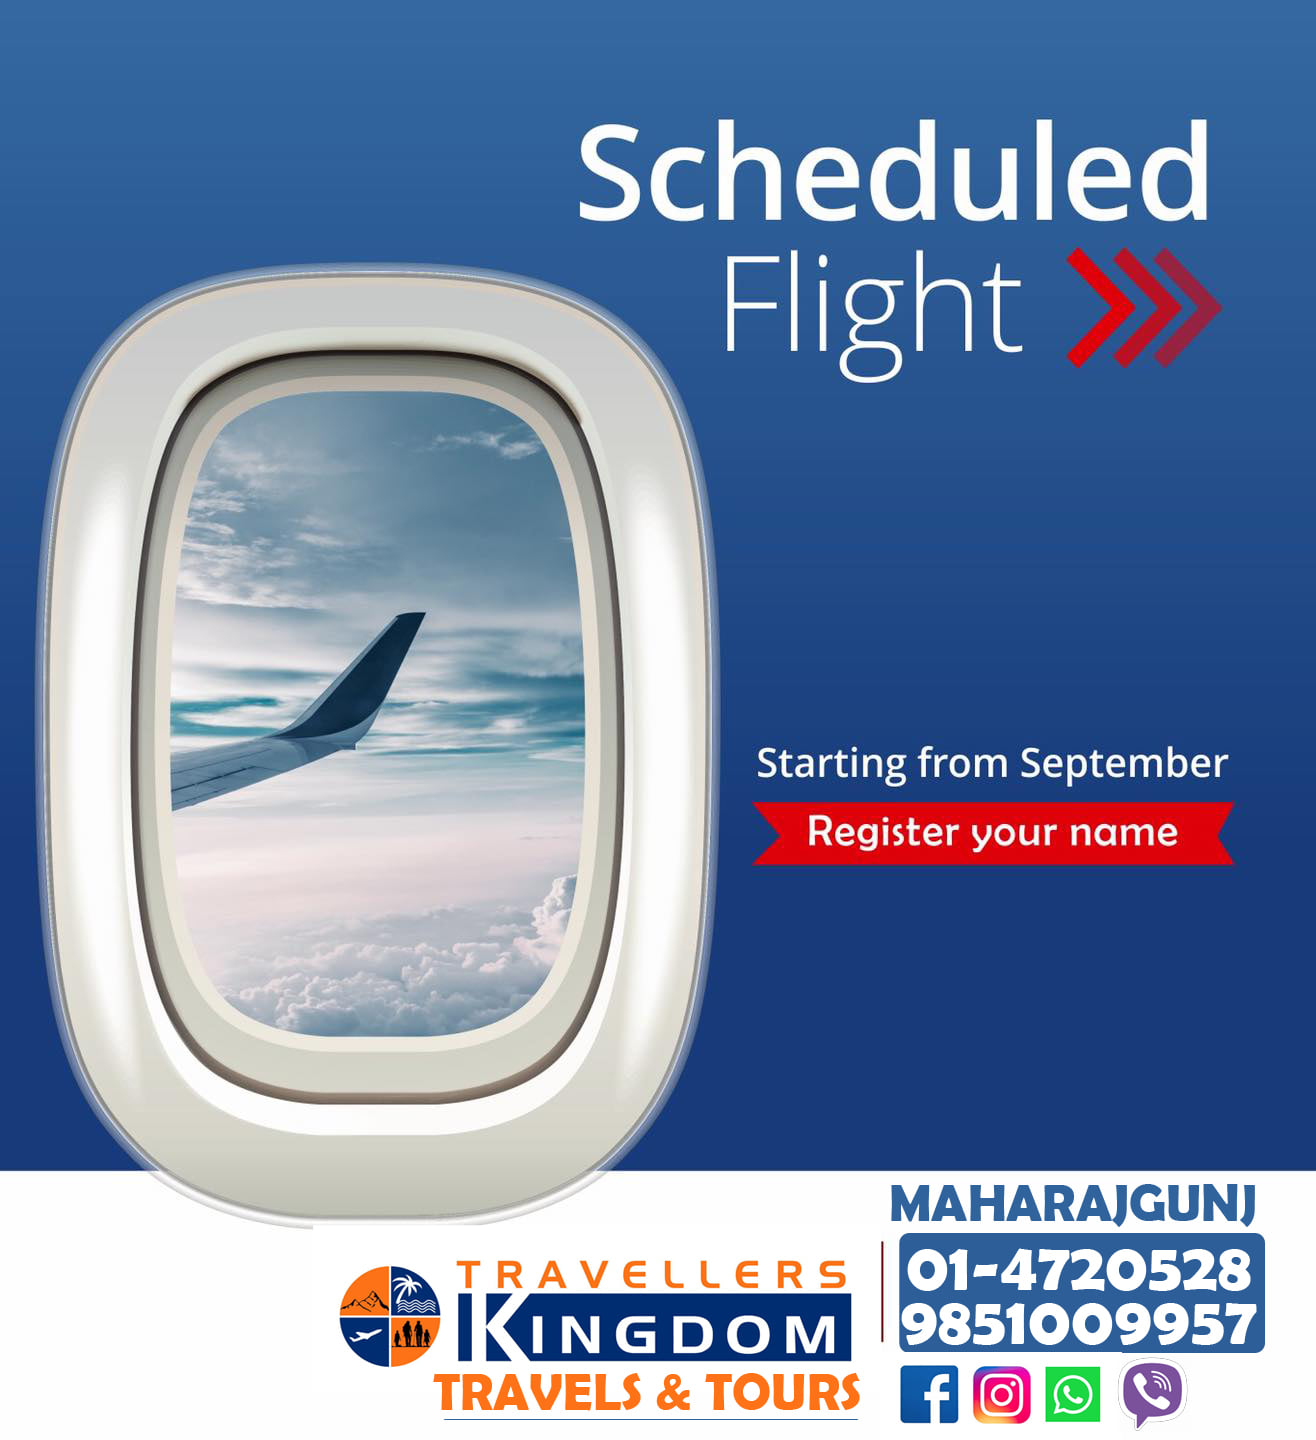 Scheduled
Flight
Starting from September
Register your name
MAHARAJGUNJ
01-4720528
9851009957
TRAVELLERS
KINGDOM
TRAVELS & TOURS